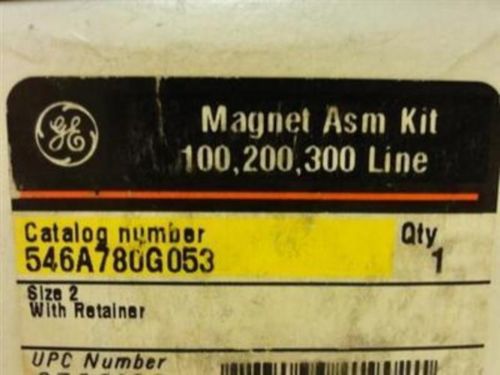 GE
Magnet Asm Kit
100,200,300 Line
Catalog number
Qty
546A780G053
1
Size 2
With Retainer
UPC Number